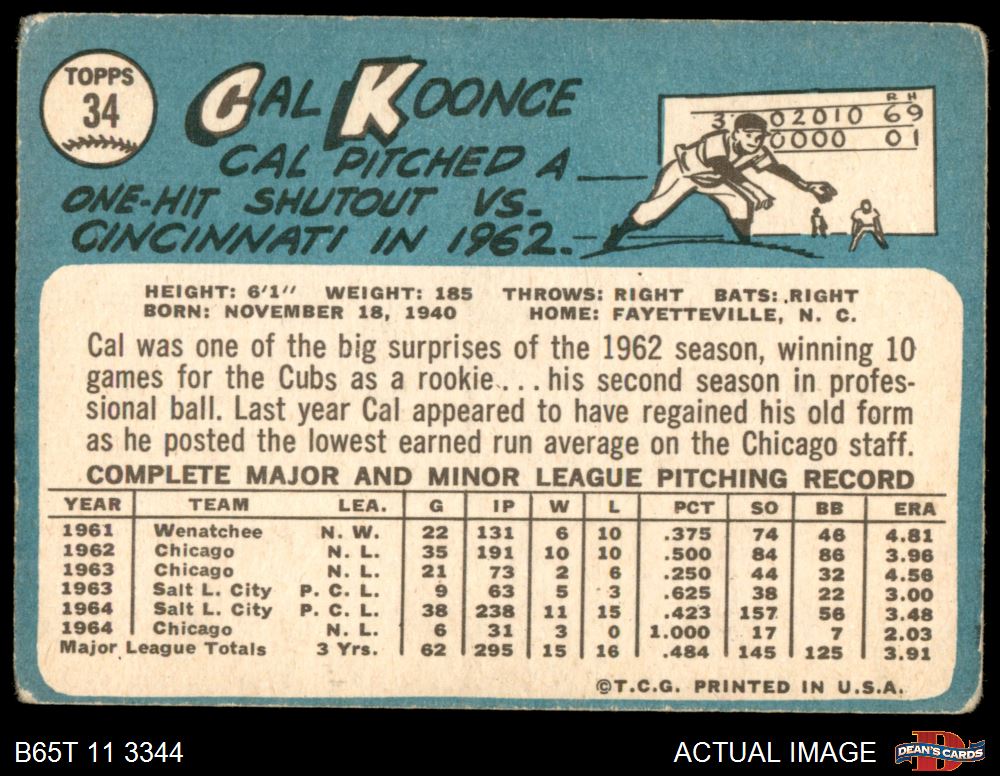 TOPPS
34
CAL KOONCE
CAL PITCHED A
ONE-HIT SHUTOUT VS.
CINCINNATI IN 1962.
R H
3 02010 69
0000 01
HEIGHT: 6'1" WEIGHT: 185 THROWS: RIGHT BATS: RIGHT
BORN: NOVEMBER 18, 1940 HOME: FAYETTEVILLE, N. C.
Cal was one of the big surprises of the 1962 season, winning 10
games for the Cubs as a rookie...his second season in profes-
sional ball. Last year Cal appeared to have regained his old form
as he posted the lowest earned run average on the Chicago staff.
COMPLETE MAJOR AND MINOR LEAGUE PITCHING RECORD
YEAR TEAM LEA. G IP W L PCT SO BB ERA
1961 Wenatchee N. W. 22 131 6 10 .375 74 46 4.81
1962 Chicago N. L. 35 191 10 10 .500 84 86 3.96
1963 Chicago N. L. 21 73 2 6 .250 44 32 4.56
1963 Salt L. City P. C. L. 9 63 5 3 .625 38 22 3.00
1964 Salt L. City P. C. L. 38 238 11 15 .423 157 56 3.48
1964 Chicago N. L. 6 31 3 0 1.000 17 7 2.03
Major League Totals 3 Yrs. 62 295 15 16 .484 145 125 3.91
©T.C.G. PRINTED IN U.S.A.
B65T 11 3344
ACTUAL IMAGE
DEAN'S CARDS